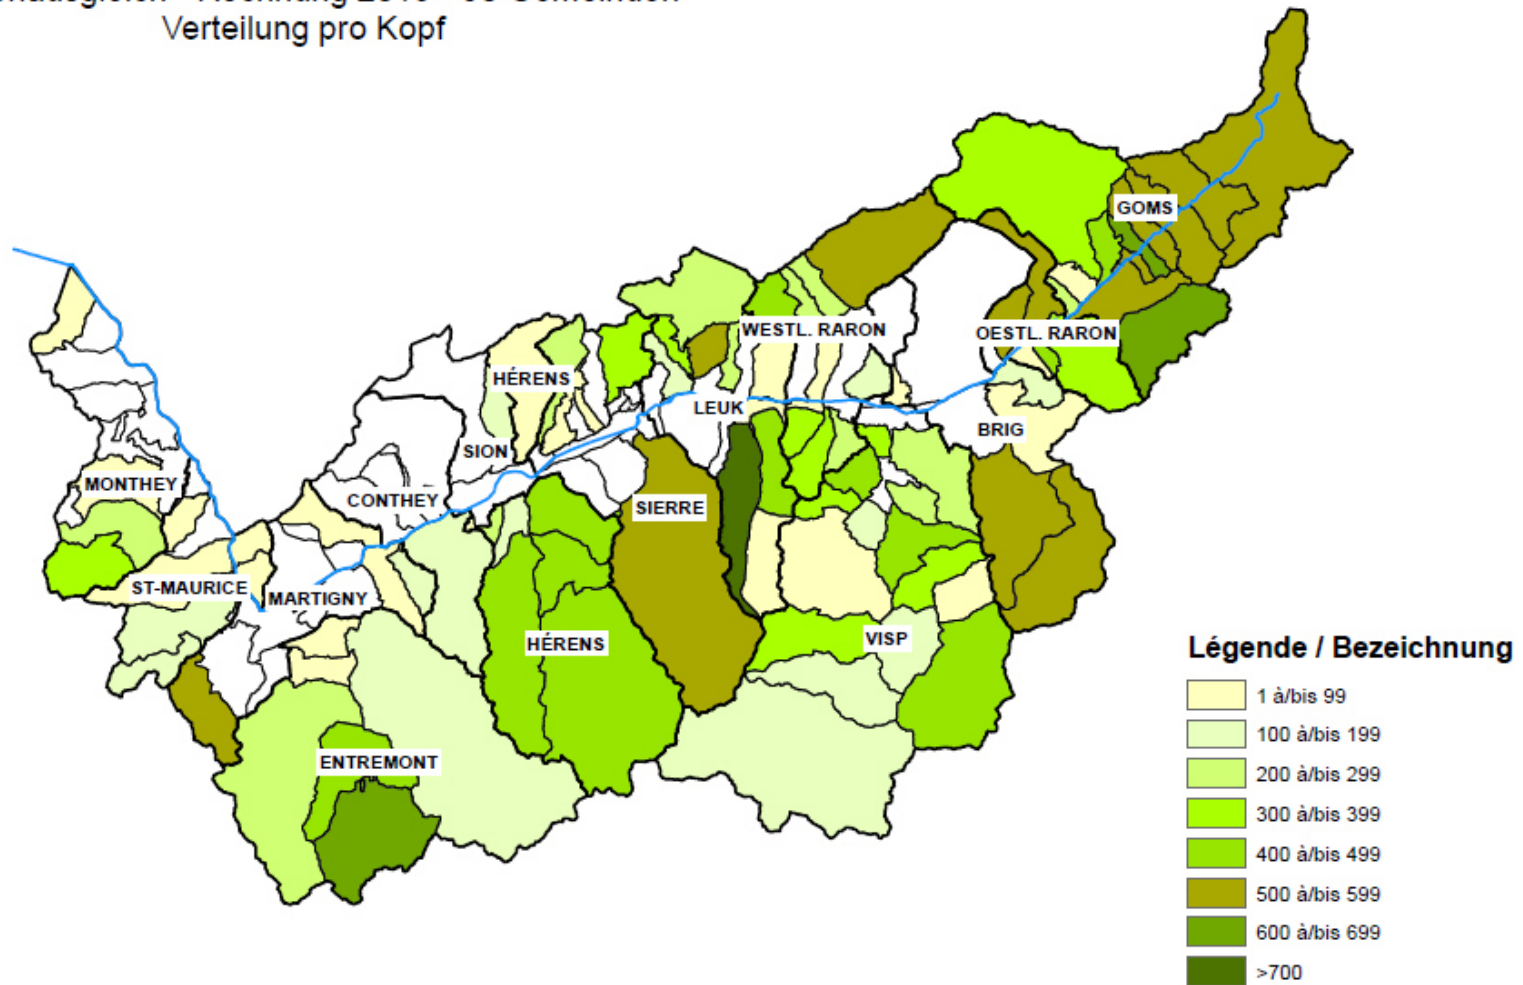 Verteilung pro Kopf
GOMS
WESTL. RARON
OESTL. RARON
HÉRENS
LEUK
BRIG
SION
MONTHEY
CONTHEY
SIERRE
ST-MAURICE
MARTIGNY
HÉRENS
VISP
ENTREMONT
Légende / Bezeichnung
1 à/bis 99
100 à/bis 199
200 à/bis 299
300 à/bis 399
400 à/bis 499
500 à/bis 599
600 à/bis 699
>700